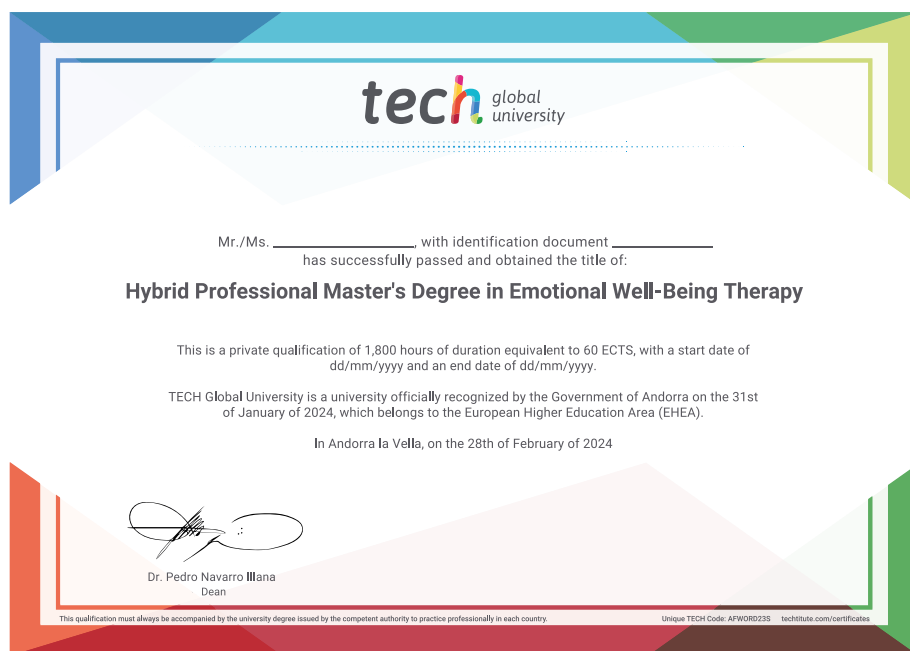 tech global
university
Mr./Ms. ____________________, with identification document ______________
has successfully passed and obtained the title of:
Hybrid Professional Master's Degree in Emotional Well-Being Therapy
This is a private qualification of 1,800 hours of duration equivalent to 60 ECTS, with a start date of
dd/mm/yyyy and an end date of dd/mm/yyyy.
TECH Global University is a university officially recognized by the Government of Andorra on the 31st
of January of 2024, which belongs to the European Higher Education Area (EHEA).
In Andorra la Vella, on the 28th of February of 2024
Dr. Pedro Navarro Illana
Dean
This qualification must always be accompanied by the university degree issued by the competent authority to practice professionally in each country.
Unique TECH Code: AFWORD23S techtitute.com/certificates